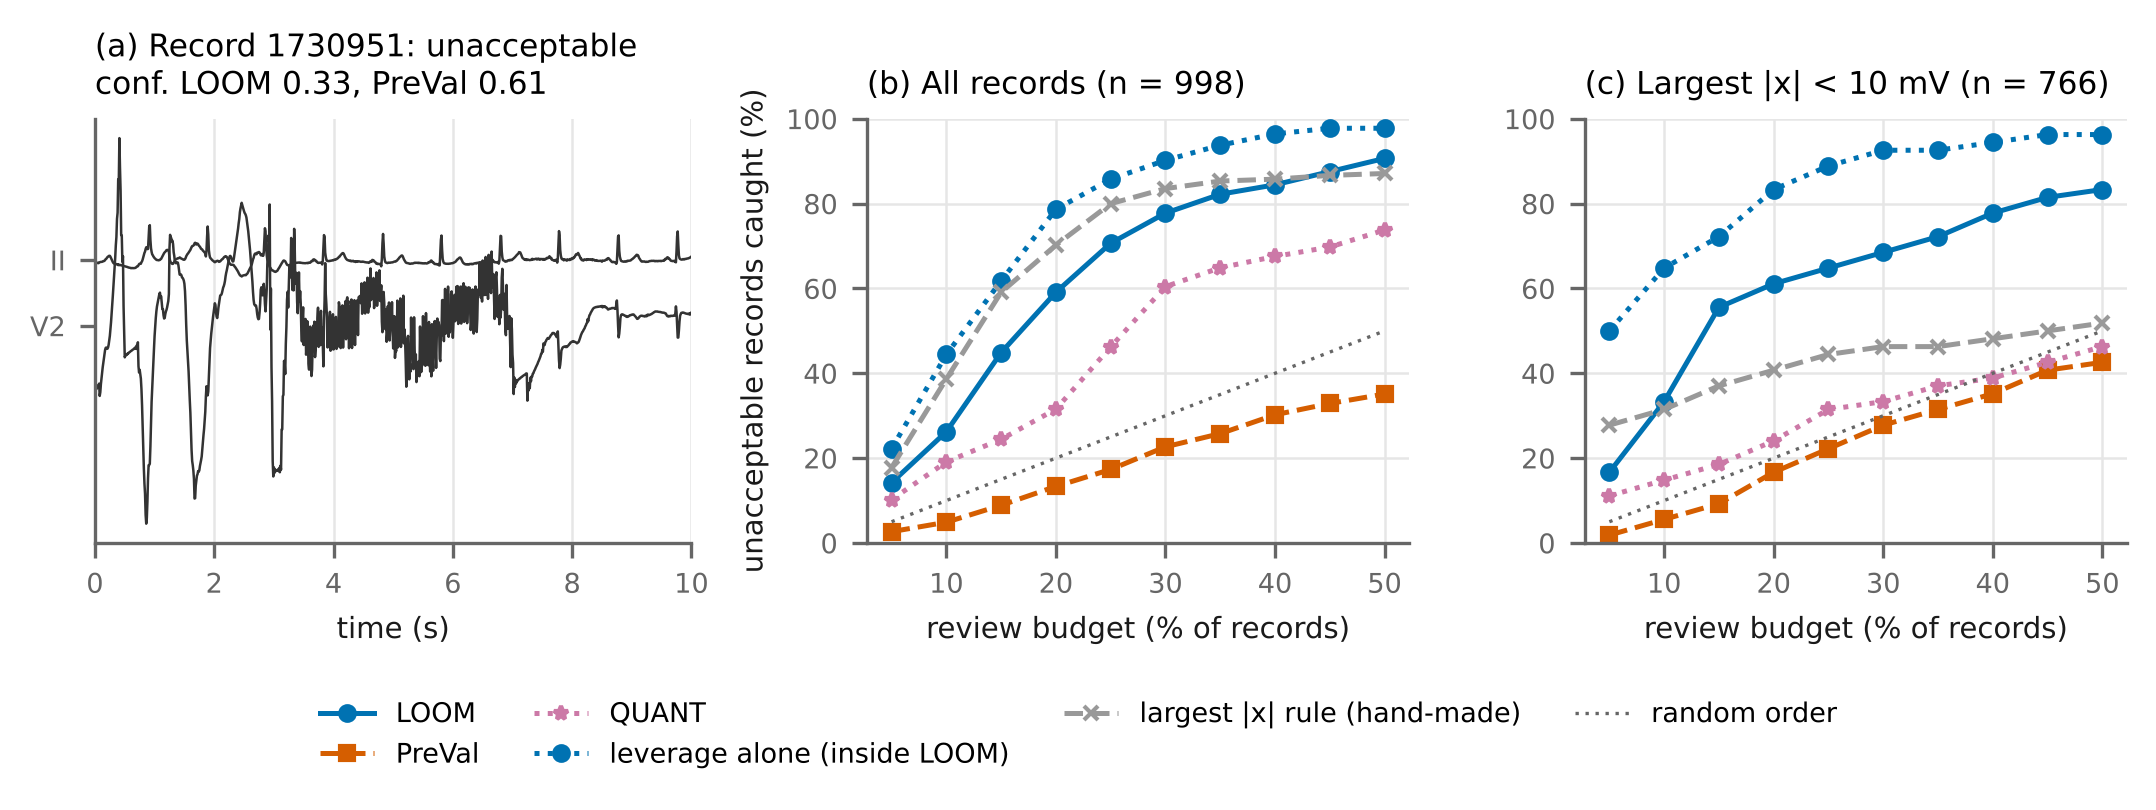 (a) Record 1730951: unacceptable
conf. LOOM 0.33, PreVal 0.61
II
V2
0 2 4 6 8 10
time (s)
(b) All records (n = 998)
unacceptable records caught (%)
100
80
60
40
20
0
10 20 30 40 50
review budget (% of records)
(c) Largest |x| < 10 mV (n = 766)
100
80
60
40
20
0
10 20 30 40 50
review budget (% of records)
LOOM
PreVal
QUANT
leverage alone (inside LOOM)
largest |x| rule (hand-made)
random order